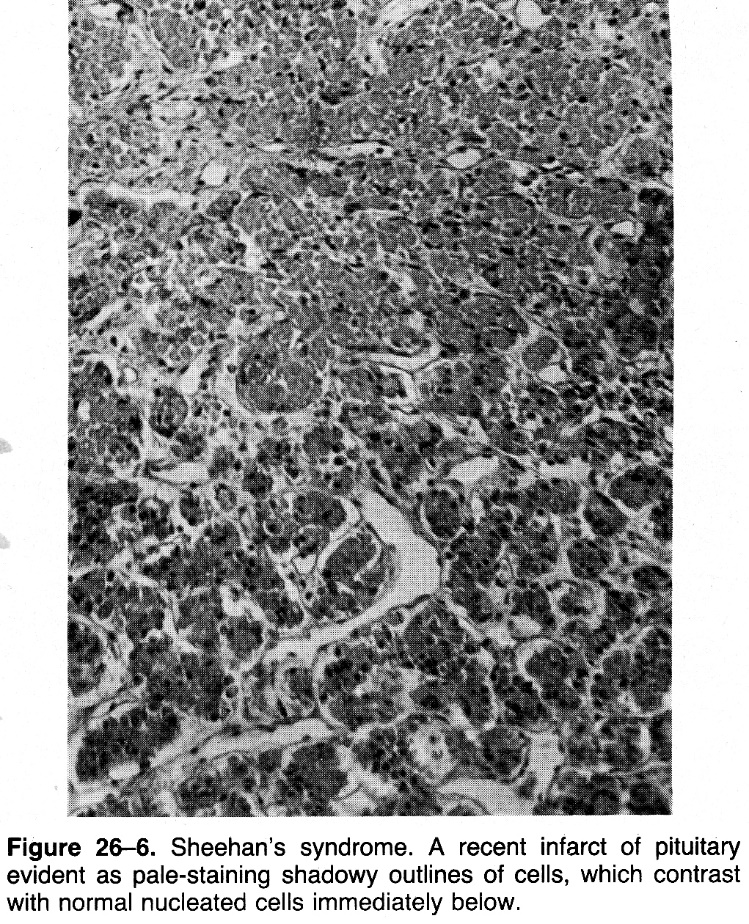 Figure 26–6. Sheehan's syndrome. A recent infarct of pituitary
evident as pale-staining shadowy outlines of cells, which contrast
with normal nucleated cells immediately below.